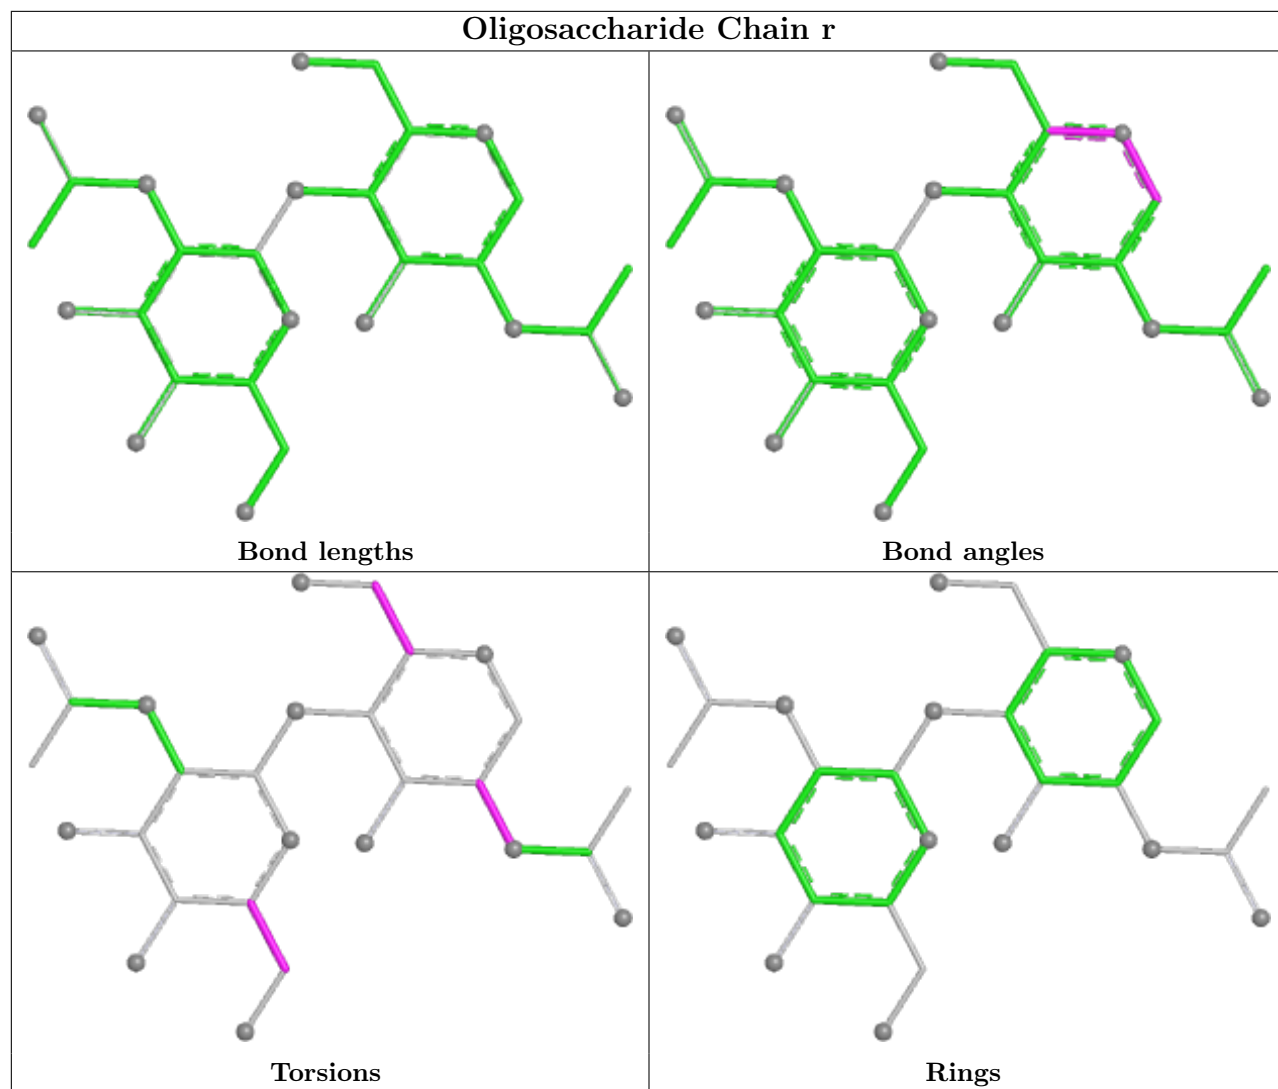 Oligosaccharide Chain r
Bond lengths
Bond angles
Torsions
Rings